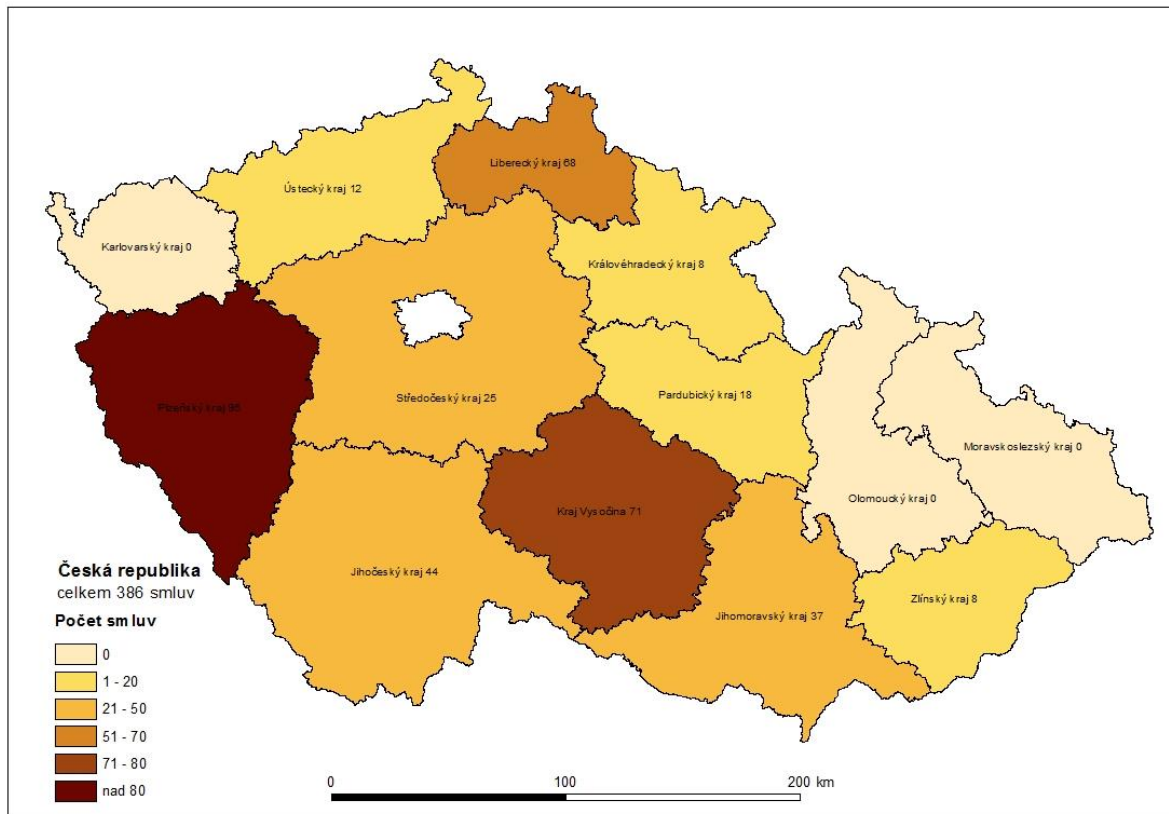 Liberecký kraj 68
Ústecký kraj 12
Karlovarský kraj 0
Královéhradecký kraj 8
Plzeňský kraj 95
Středočeský kraj 25
Pardubický kraj 18
Moravskoslezský kraj 0
Olomoucký kraj 0
Kraj Vysočina 71
Jihočeský kraj 44
Zlínský kraj 8
Jihomoravský kraj 37
Česká republika
celkem 386 smluv
Počet smluv
0
1 - 20
21 - 50
51 - 70
71 - 80
nad 80
0 100 200 km